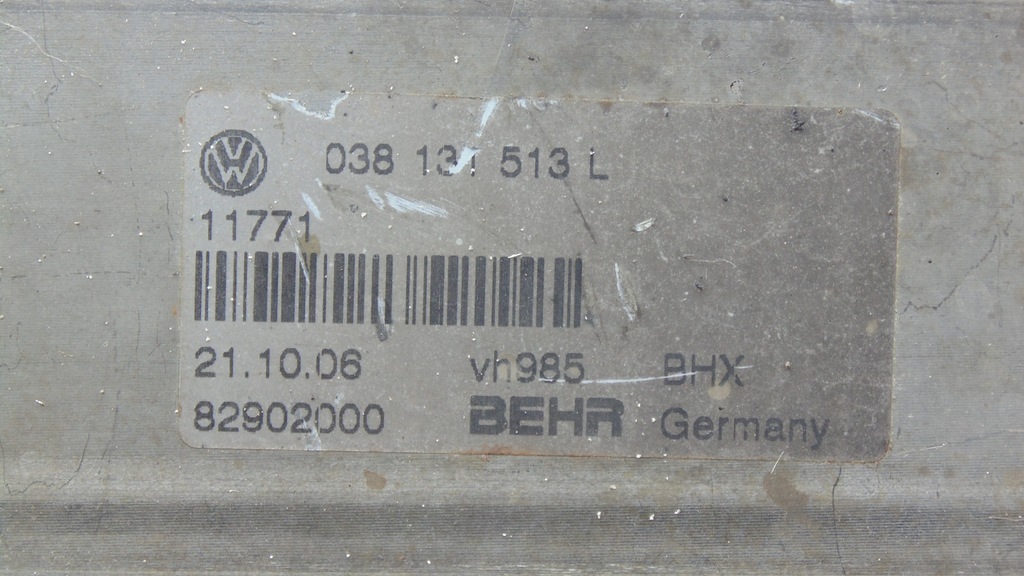 038 131 513 L
11771
21.10.06 vh985 BHX
82902000 BEHR Germany